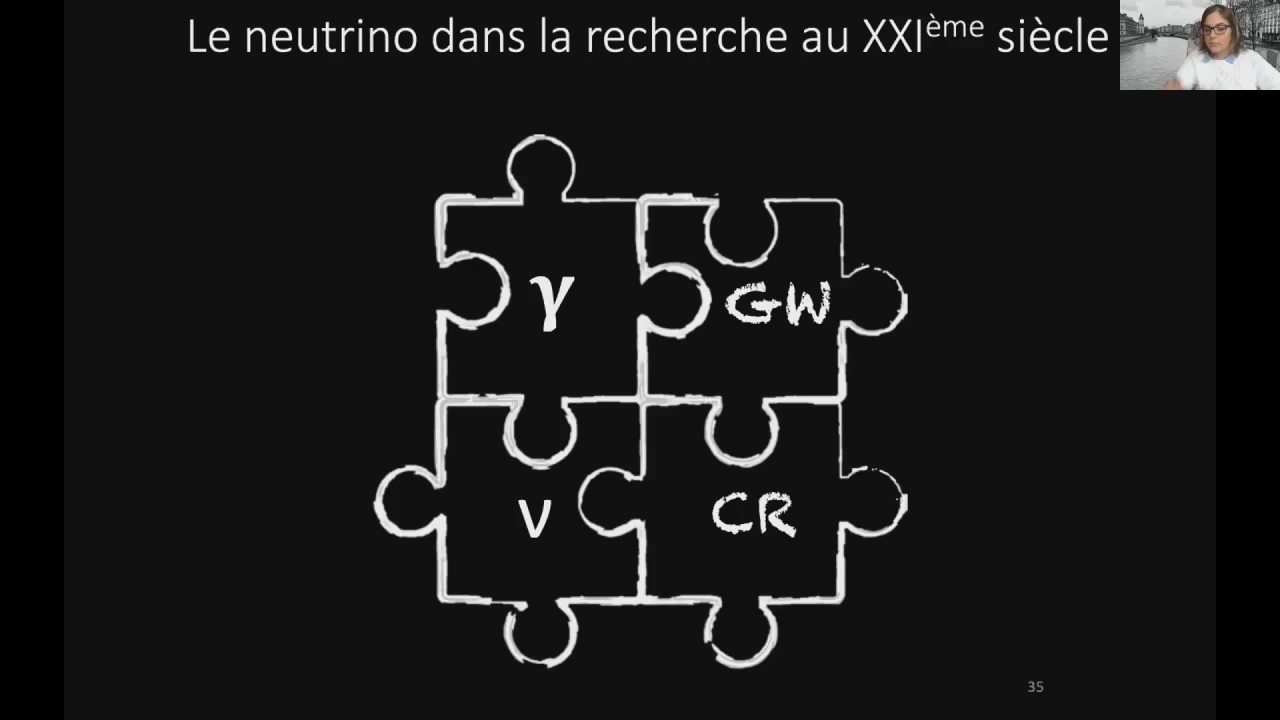 Le neutrino dans la recherche au XXIème siècle
γ
GW
ν
CR
35